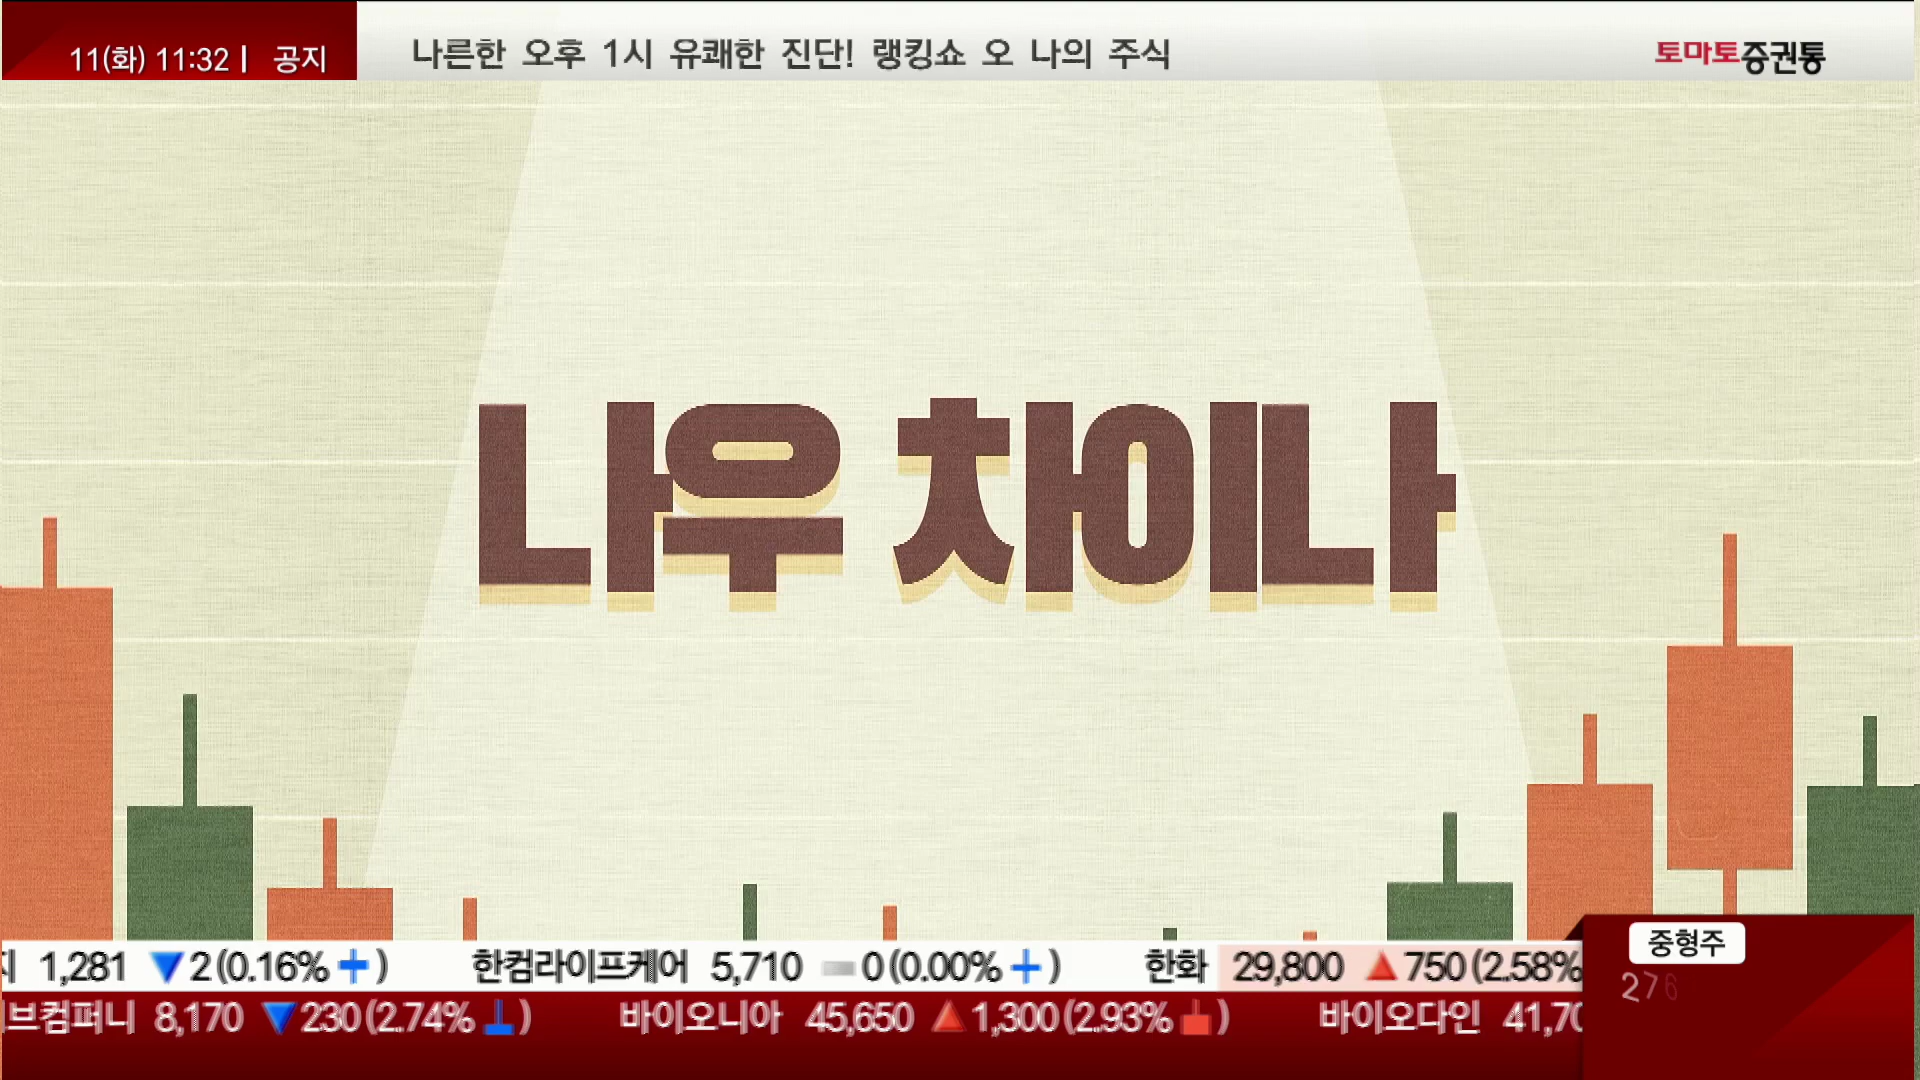 11(화) 11:32 | 공지
나른한 오후 1시 유쾌한 진단! 랭킹쇼 오 나의 주식
토마토증권통
나우 차이나
1,281 ▼2(0.16% ) 한컴라이프케어 5,710 0(0.00% ) 한화 29,800 ▲750(2.58%
브컴퍼니 8,170 ▼230(2.74% ) 바이오니아 45,650 ▲1,300(2.93% ) 바이오다인 41,70
중형주
276